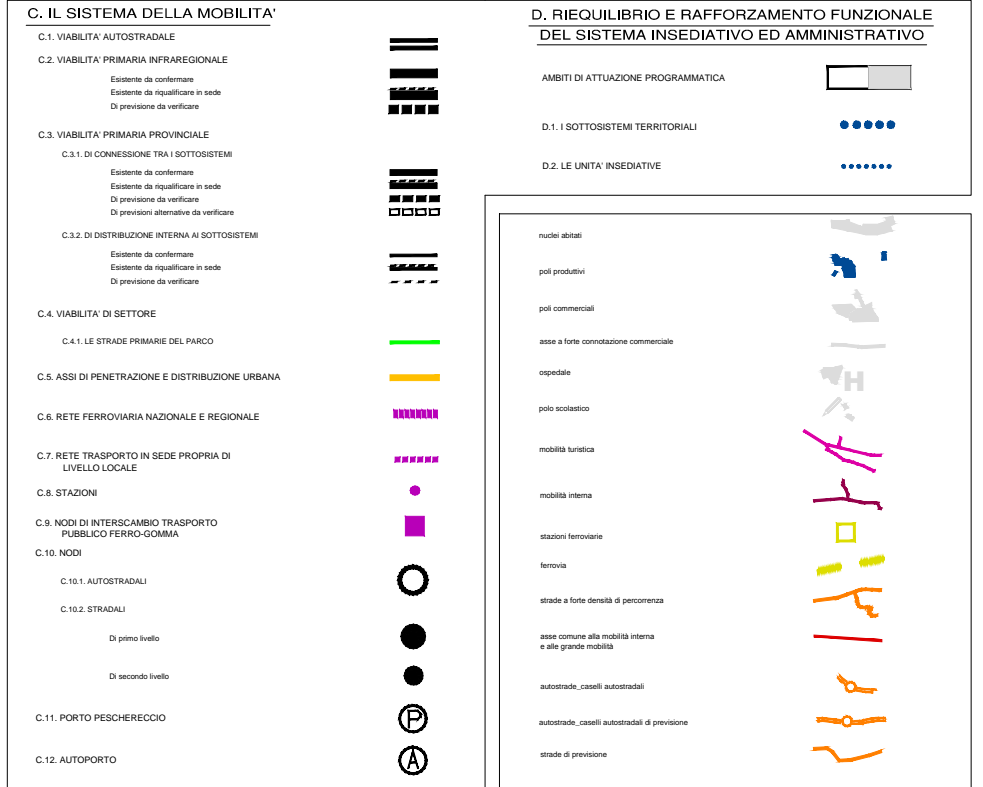 C. IL SISTEMA DELLA MOBILITA'
C.1. VIABILITA' AUTOSTRADALE
C.2. VIABILITA' PRIMARIA INFRAREGIONALE
Esistente da confermare
Esistente da riqualificare in sede
Di previsione da verificare
C.3. VIABILITA' PRIMARIA PROVINCIALE
C.3.1. DI CONNESSIONE TRA I SOTTOSISTEMI
Esistente da confermare
Esistente da riqualificare in sede
Di previsione da verificare
Di previsioni alternative da verificare
C.3.2. DI DISTRIBUZIONE INTERNA AI SOTTOSISTEMI
Esistente da confermare
Esistente da riqualificare in sede
Di previsione da verificare
C.4. VIABILITA' DI SETTORE
C.4.1. LE STRADE PRIMARIE DEL PARCO
C.5. ASSI DI PENETRAZIONE E DISTRIBUZIONE URBANA
C.6. RETE FERROVIARIA NAZIONALE E REGIONALE
C.7. RETE TRASPORTO IN SEDE PROPRIA DI
LIVELLO LOCALE
C.8. STAZIONI
C.9. NODI DI INTERSCAMBIO TRASPORTO
PUBBLICO FERRO-GOMMA
C.10. NODI
C.10.1. AUTOSTRADALI
C.10.2. STRADALI
Di primo livello
Di secondo livello
C.11. PORTO PESCHERECCIO
P
C.12. AUTOPORTO
A
D. RIEQUILIBRIO E RAFFORZAMENTO FUNZIONALE
DEL SISTEMA INSEDIATIVO ED AMMINISTRATIVO
AMBITI DI ATTUAZIONE PROGRAMMATICA
D.1. I SOTTOSISTEMI TERRITORIALI
D.2. LE UNITA' INSEDIATIVE
nuclei abitati
poli produttivi
poli commerciali
asse a forte connotazione commerciale
ospedale
H
polo scolastico
mobilità turistica
mobilità interna
stazioni ferroviarie
ferrovia
strade a forte densità di percorrenza
asse comune alla mobilità interna
e alle grande mobilità
autostrade_caselli autostradali
autostrade_caselli autostradali di previsione
strade di previsione